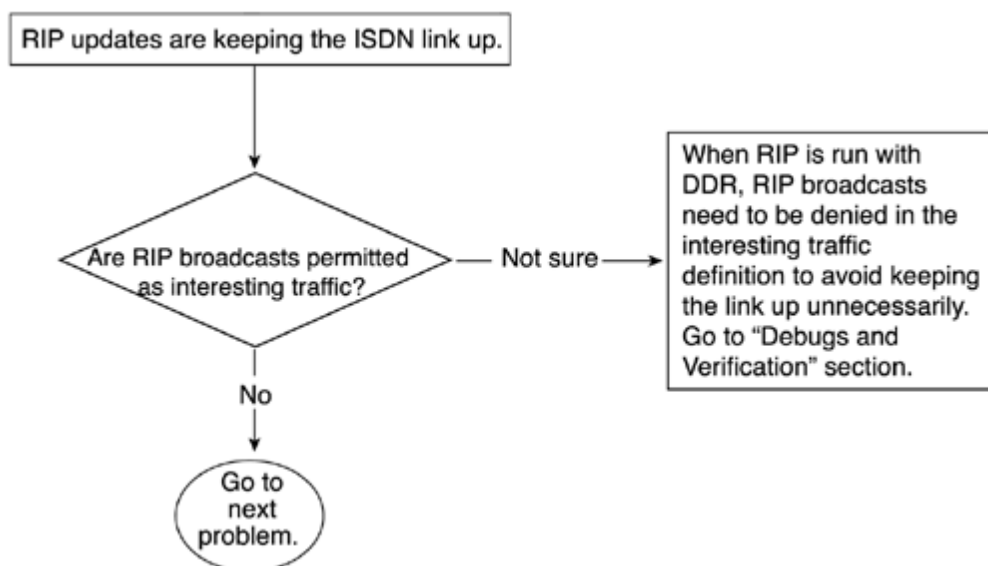 RIP updates are keeping the ISDN link up.
Are RIP broadcasts permitted
as interesting traffic?
Not sure
When RIP is run with
DDR, RIP broadcasts
need to be denied in the
interesting traffic
definition to avoid keeping
the link up unnecessarily.
Go to “Debugs and
Verification” section.
No
Go to
next
problem.